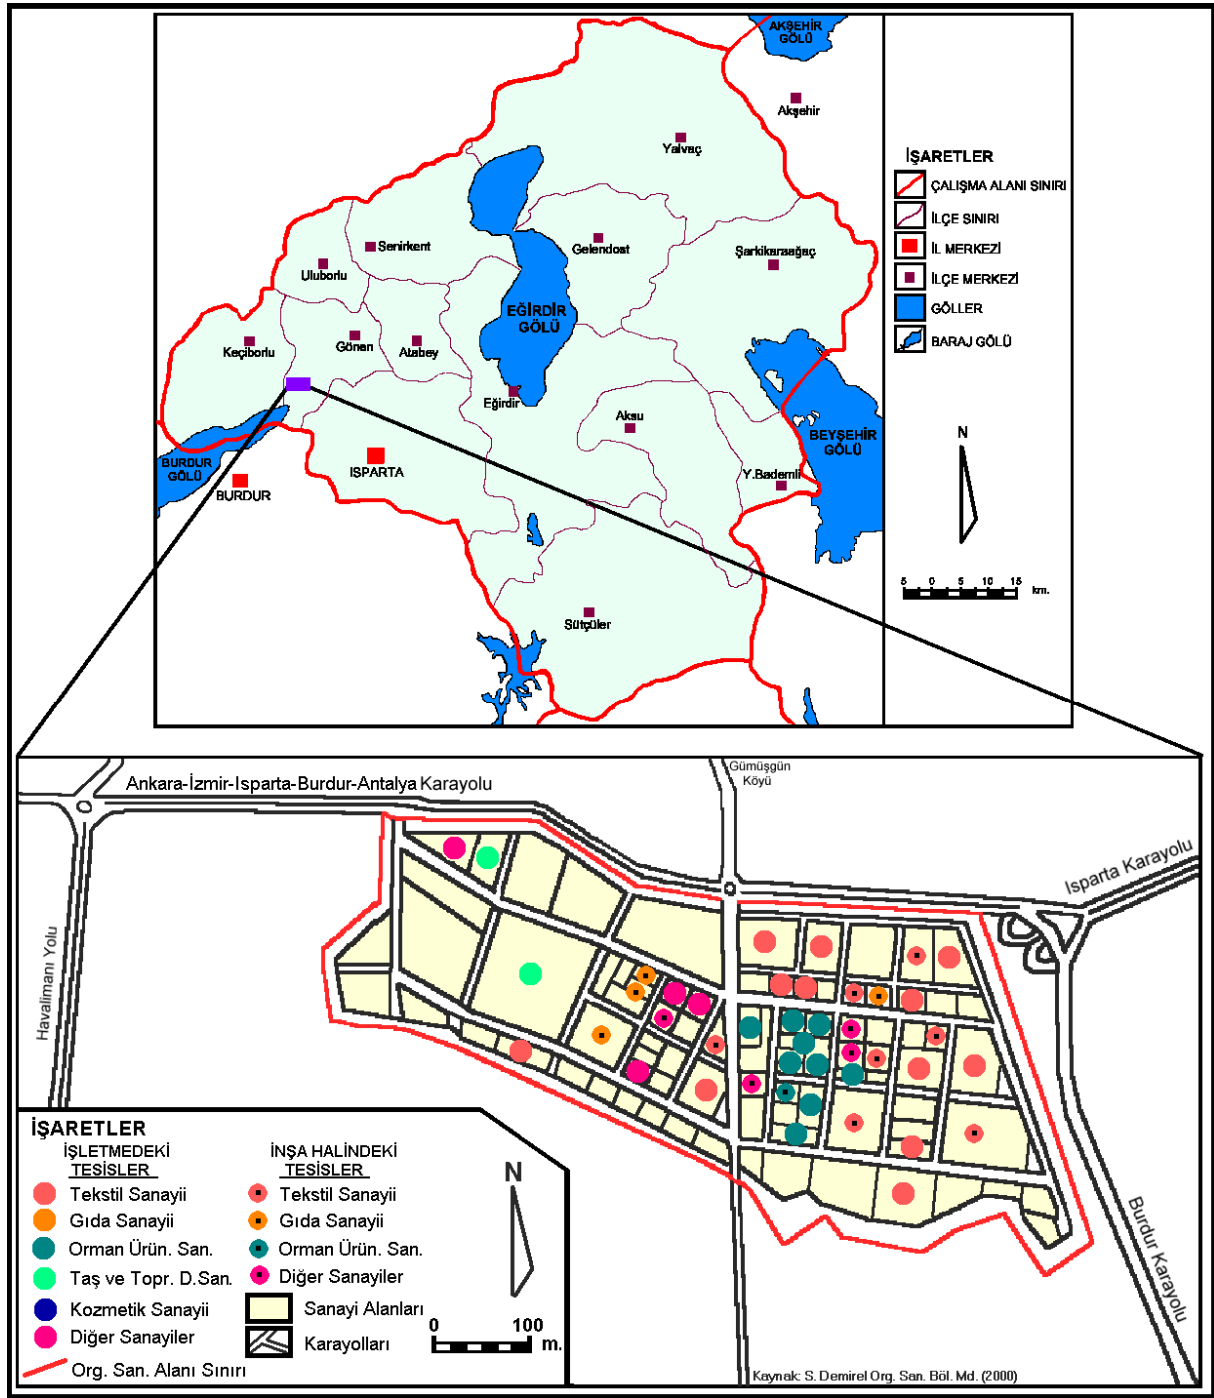 AKŞEHİR
GÖLÜ
Akşehir
Yalvaç
Senirkent
Gelendost
Şarkikaraağaç
Uluborlu
EĞİRDİR
GÖLÜ
Keçiborlu
Gönen
Atabey
Eğirdir
Aksu
BEYŞEHİR
GÖLÜ
BURDUR
GÖLÜ
ISPARTA
BURDUR
Y.Bademli
Sütçüler
İŞARETLER
ÇALIŞMA ALANI SINIRI
İLÇE SINIRI
İL MERKEZİ
İLÇE MERKEZİ
GÖLLER
BARAJ GÖLÜ
N
5 0 5 10 15 km.
Ankara-İzmir-Isparta-Burdur-Antalya Karayolu
Gümüşgün
Köyü
Isparta Karayolu
Havalimanı Yolu
Burdur Karayolu
İŞARETLER
İŞLETMEDEKİ
TESİSLER
Tekstil Sanayii
Gıda Sanayii
Orman Ürün. San.
Taş ve Topr. D.San.
Kozmetik Sanayii
Diğer Sanayiler
Org. San. Alanı Sınırı
İNŞA HALİNDEKİ
TESİSLER
Tekstil Sanayii
Gıda Sanayii
Orman Ürün. San.
Diğer Sanayiler
Sanayi Alanları
Karayolları
N
0 100
m.
Kaynak: S. Demirel Org. San. Böl. Md. (2000)